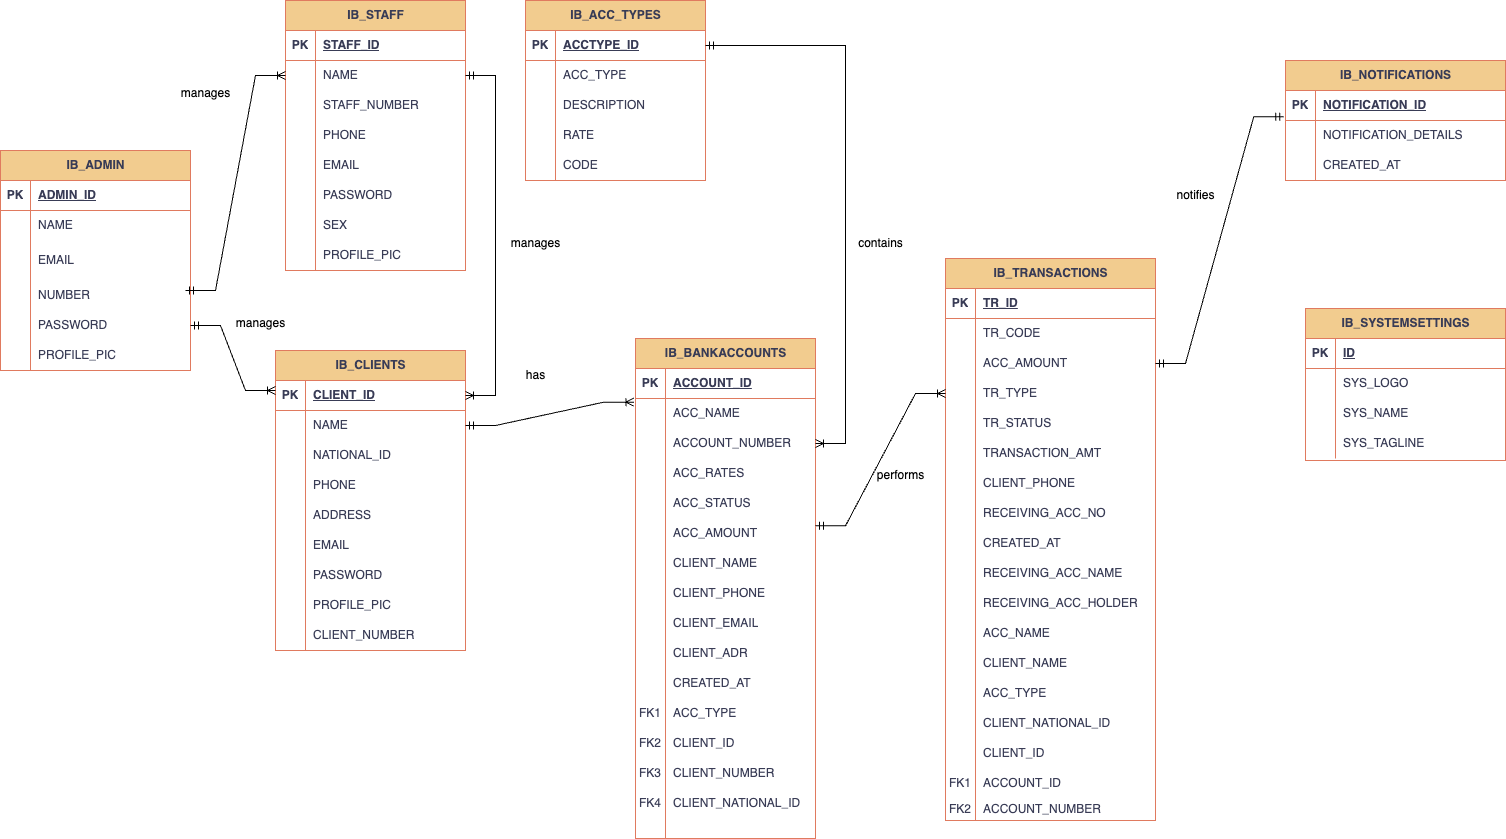 IB_STAFF
PK STAFF_ID
NAME
STAFF_NUMBER
PHONE
EMAIL
PASSWORD
SEX
PROFILE_PIC
IB_ACC_TYPES
PK ACCTYPE_ID
ACC_TYPE
DESCRIPTION
RATE
CODE
IB_NOTIFICATIONS
PK NOTIFICATION_ID
NOTIFICATION_DETAILS
CREATED_AT
manages
IB_ADMIN
PK ADMIN_ID
NAME
EMAIL
NUMBER
PASSWORD
PROFILE_PIC
manages
manages
contains
notifies
IB_CLIENTS
PK CLIENT_ID
NAME
NATIONAL_ID
PHONE
ADDRESS
EMAIL
PASSWORD
PROFILE_PIC
CLIENT_NUMBER
has
IB_BANKACCOUNTS
PK ACCOUNT_ID
ACC_NAME
ACCOUNT_NUMBER
ACC_RATES
ACC_STATUS
ACC_AMOUNT
CLIENT_NAME
CLIENT_PHONE
CLIENT_EMAIL
CLIENT_ADR
CREATED_AT
FK1 ACC_TYPE
FK2 CLIENT_ID
FK3 CLIENT_NUMBER
FK4 CLIENT_NATIONAL_ID
performs
IB_TRANSACTIONS
PK TR_ID
TR_CODE
ACC_AMOUNT
TR_TYPE
TR_STATUS
TRANSACTION_AMT
CLIENT_PHONE
RECEIVING_ACC_NO
CREATED_AT
RECEIVING_ACC_NAME
RECEIVING_ACC_HOLDER
ACC_NAME
CLIENT_NAME
ACC_TYPE
CLIENT_NATIONAL_ID
CLIENT_ID
FK1 ACCOUNT_ID
FK2 ACCOUNT_NUMBER
IB_SYSTEMSETTINGS
PK ID
SYS_LOGO
SYS_NAME
SYS_TAGLINE